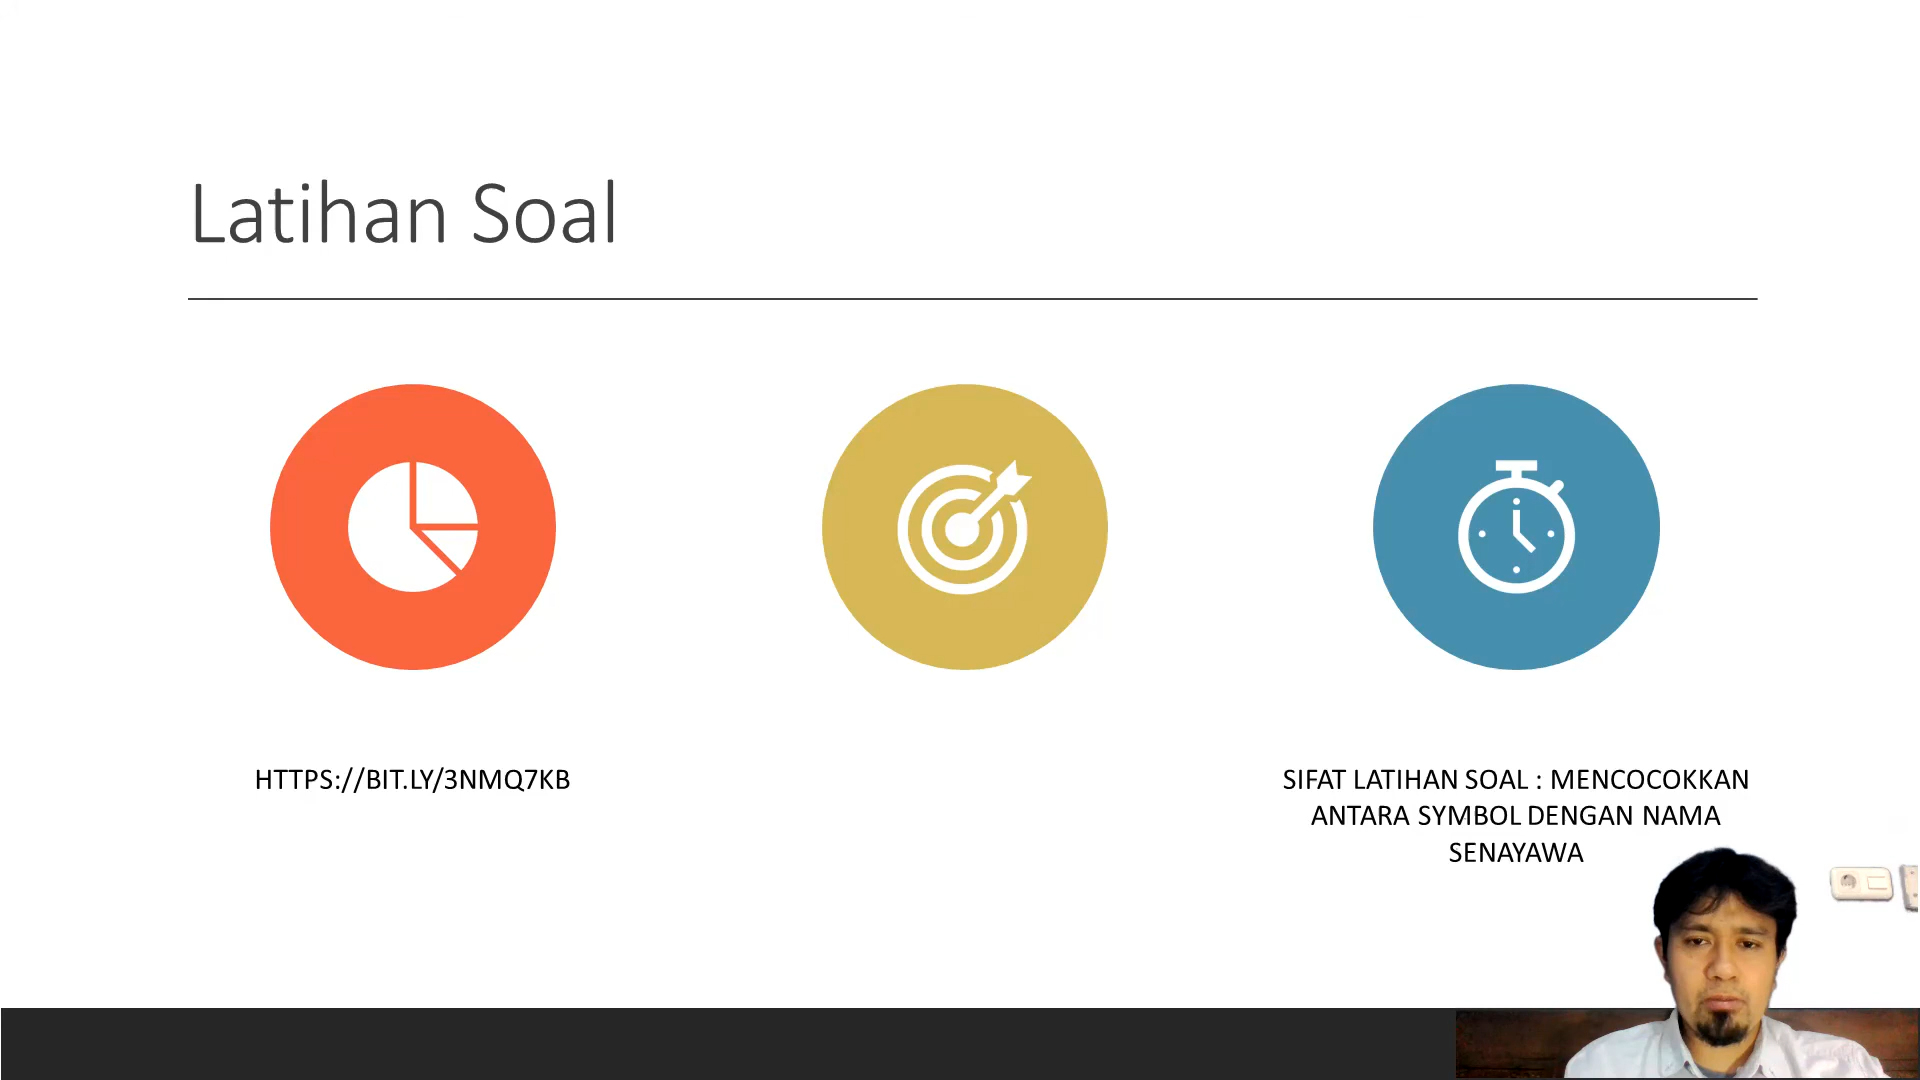 Latihan Soal
HTTPS://BIT.LY/3NMQ7KB
SIFAT LATIHAN SOAL : MENCOCOKKAN
ANTARA SYMBOL DENGAN NAMA
SENAYAWA